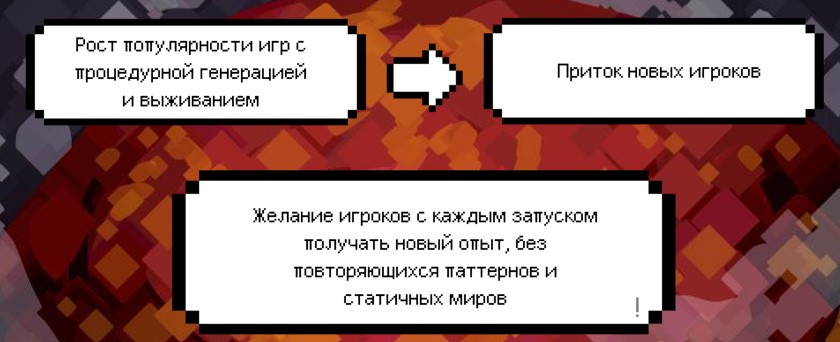 Рост популярности игр с
процедурной генерацией
и выживанием
Приток новых игроков
Желание игроков с каждым запуском
получать новый опыт, без
повторяющихся паттернов и
статичных миров
!